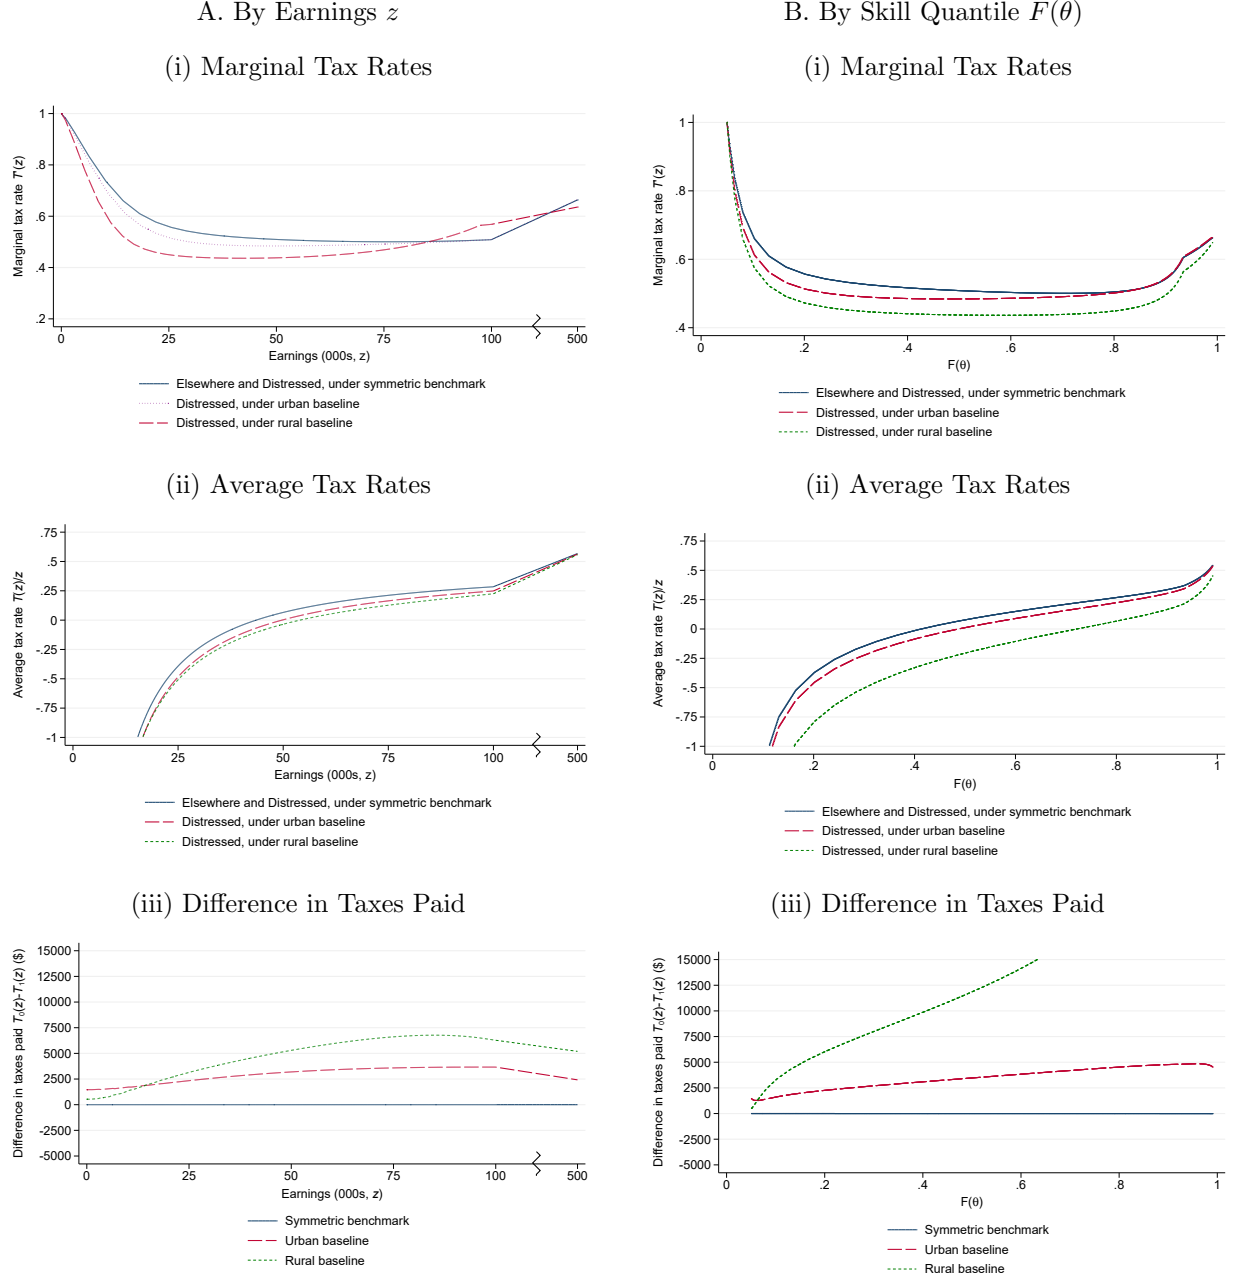 A. By Earnings z
(i) Marginal Tax Rates
1
.8
.6
.4
.2
Marginal tax rate T'(z)
0
25
50
75
100
500
Earnings (000s, z)
Elsewhere and Distressed, under symmetric benchmark
Distressed, under urban baseline
Distressed, under rural baseline
(ii) Average Tax Rates
.75
.5
.25
0
-.25
-.5
-.75
-1
Average tax rate T(z)/z
0
25
50
75
100
500
Earnings (000s, z)
Elsewhere and Distressed, under symmetric benchmark
Distressed, under urban baseline
Distressed, under rural baseline
(iii) Difference in Taxes Paid
15000
12500
10000
7500
5000
2500
0
-2500
-5000
Difference in taxes paid T₀(z)-T₁(z) ($)
0
25
50
75
100
500
Earnings (000s, z)
Symmetric benchmark
Urban baseline
Rural baseline
B. By Skill Quantile F(θ)
(i) Marginal Tax Rates
1
.8
.6
.4
Marginal tax rate T'(z)
0
.2
.4
.6
.8
1
F(θ)
Elsewhere and Distressed, under symmetric benchmark
Distressed, under urban baseline
Distressed, under rural baseline
(ii) Average Tax Rates
.75
.5
.25
0
-.25
-.5
-.75
-1
Average tax rate T(z)/z
0
.2
.4
.6
.8
1
F(θ)
Elsewhere and Distressed, under symmetric benchmark
Distressed, under urban baseline
Distressed, under rural baseline
(iii) Difference in Taxes Paid
15000
12500
10000
7500
5000
2500
0
-2500
-5000
Difference in taxes paid T₀(z)-T₁(z) ($)
0
.2
.4
.6
.8
1
F(θ)
Symmetric benchmark
Urban baseline
Rural baseline